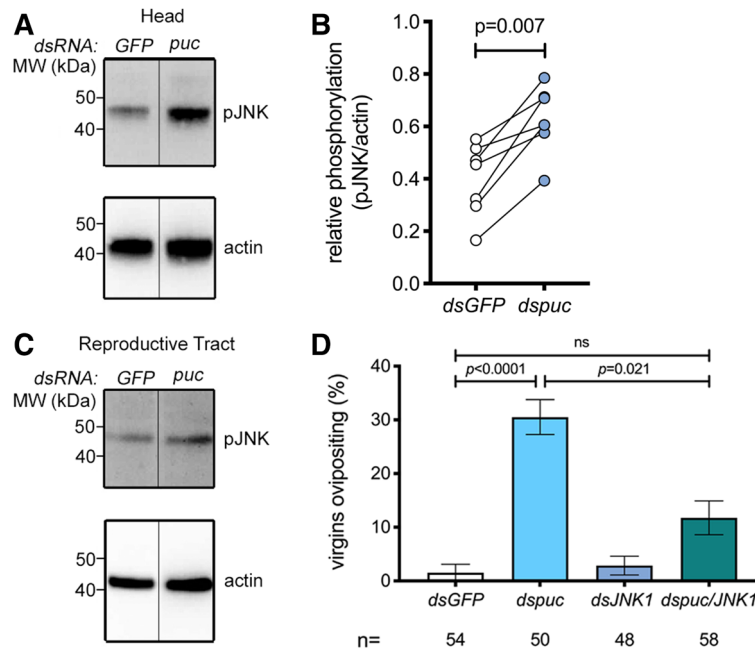 A
Head
dsRNA: GFP puc
MW (kDa)
50
40
pJNK
50
40
actin
B
p=0.007
relative phosphorylation
(pJNK/actin)
1.0
0.8
0.6
0.4
0.2
0.0
dsGFP dspuc
C
Reproductive Tract
dsRNA: GFP puc
MW (kDa)
50
40
pJNK
50
40
actin
D
ns
p<0.0001 p=0.021
virgins ovipositing (%)
40
30
20
10
0
dsGFP dspuc dsJNK1 dspuc/JNK1
n= 54 50 48 58